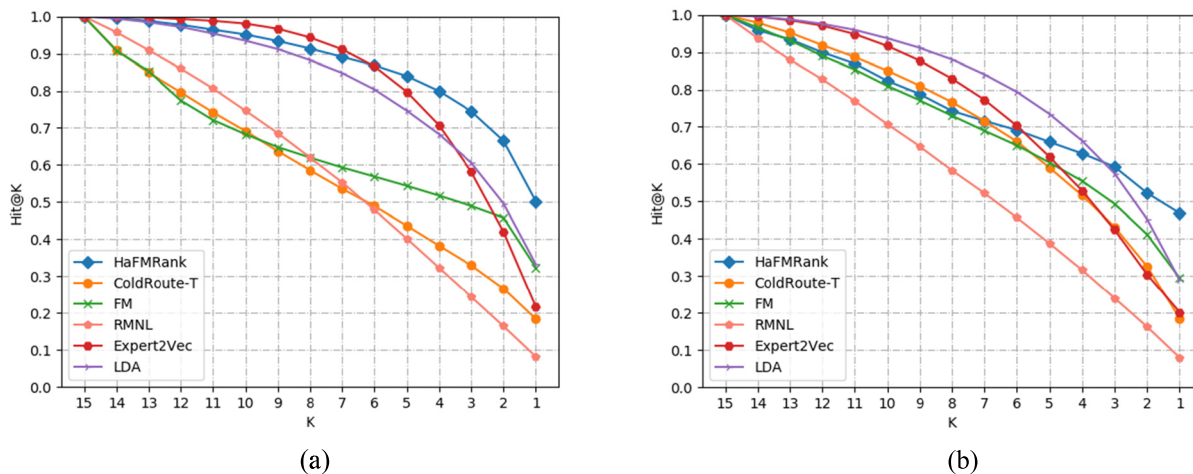 1.0
0.9
0.8
0.7
0.6
0.5
0.4
0.3
0.2
0.1
0.0
Hit@K
HaFMRank
ColdRoute-T
FM
RMNL
Expert2Vec
LDA
15 14 13 12 11 10 9 8 7 6 5 4 3 2 1
K
(a)
1.0
0.9
0.8
0.7
0.6
0.5
0.4
0.3
0.2
0.1
0.0
Hit@K
HaFMRank
ColdRoute-T
FM
RMNL
Expert2Vec
LDA
15 14 13 12 11 10 9 8 7 6 5 4 3 2 1
K
(b)